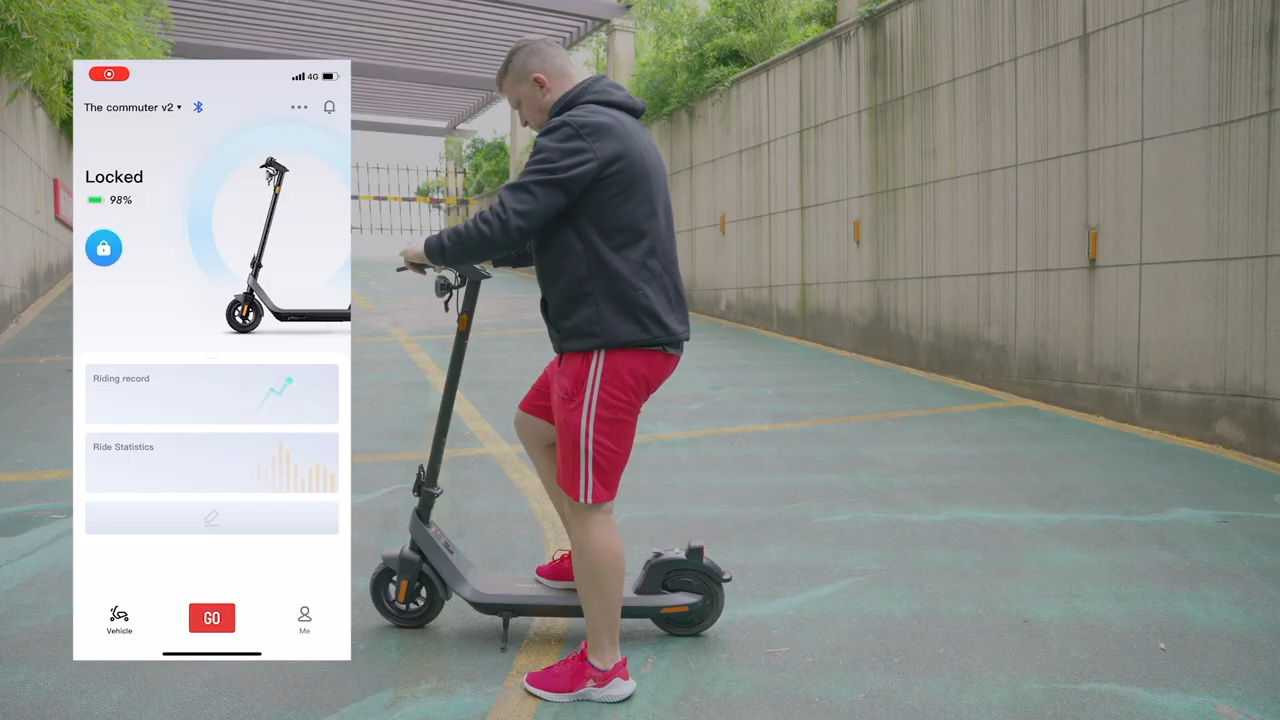 4G
The commuter v2
Locked
98%
Riding record
Ride Statistics
GO
Vehicle
Me